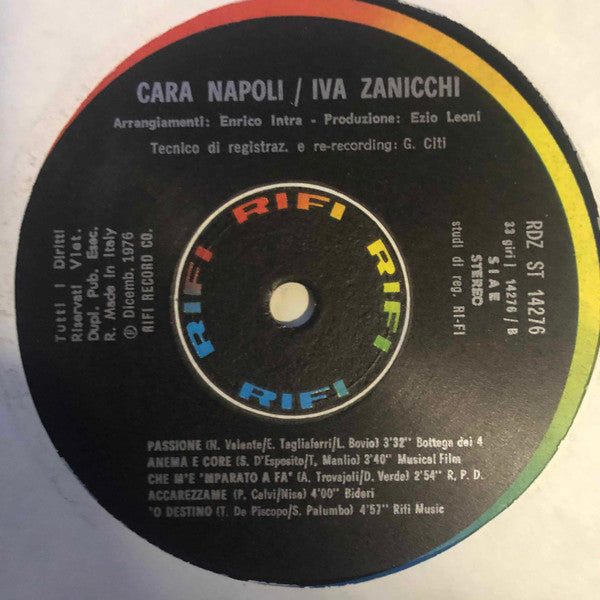 CARA NAPOLI / IVA ZANICCHI
Arrangiamenti: Enrico Intra - Produzione: Ezio Leoni
Tecnico di registraz. e re-recording: G. Citi
Tutti i Diritti
Riservati Viet.
Dupl. Pub. Esec.
R. Made in Italy
Ⓟ Dicemb. 1976
RIFI RECORD CO.
RIFI RIFI RIFI RIFI
RDZ ST 14276
33 giri | 14276 / B
SIAE
STEREO
studi di reg. RI-FI
PASSIONE (N. Valente/E. Tagliaferri/L. Bovio) 3'32" Bottega dei 4
ANEMA E CORE (S. D'Esposito/T, Manlio) 3'40" Musical Film
CHE M'E 'MPARATO A FA' (A. Trovajoli/D. Verde) 2'54" R. P. D.
ACCAREZZAME (P. Calvi/Nisa) 4'00" Bideri
'O DESTINO (T. De Piscopo/S. Palumbo) 4'57" Rifi Music